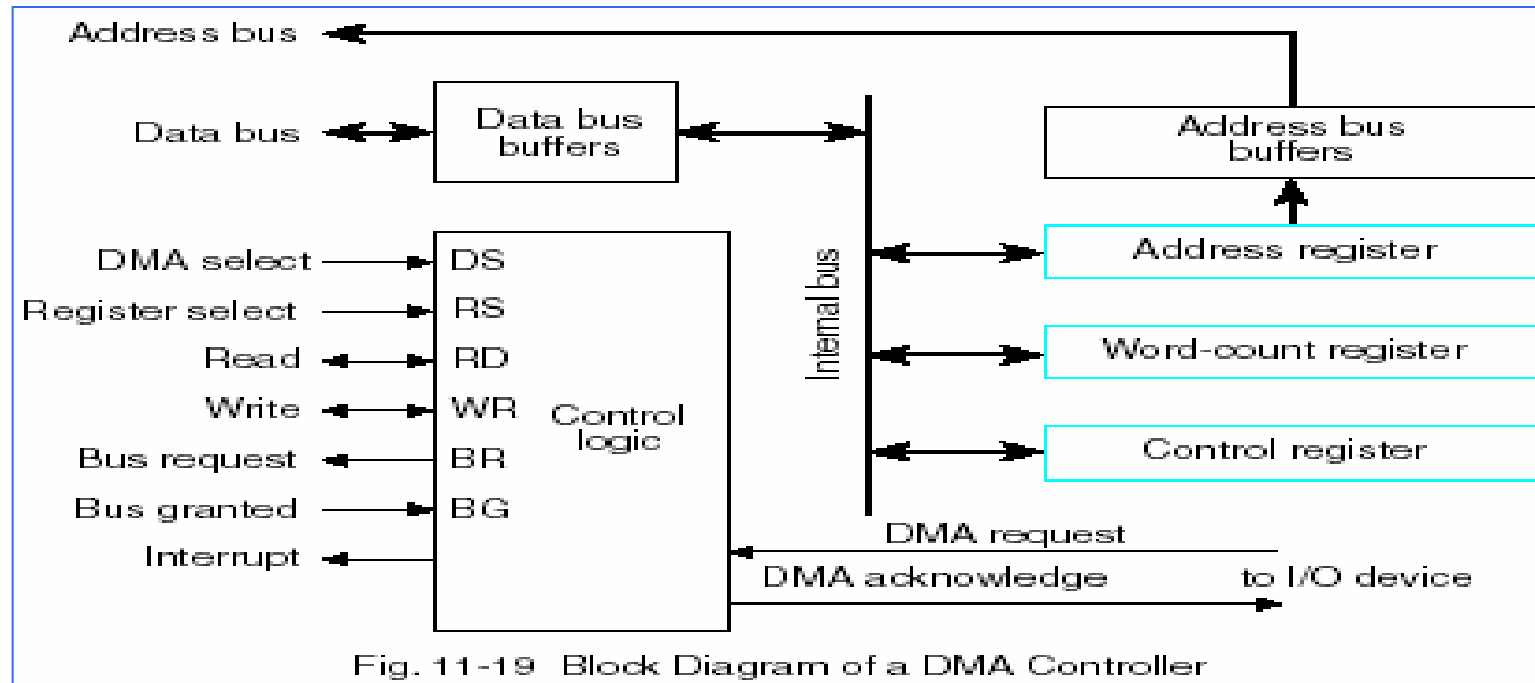 Address bus
Data bus
Data bus
buffers
Address bus
buffers
Internal bus
Address register
Word-count register
Control register
DMA select
DS
Register select
RS
Read
RD
Write
WR
Control
logic
Bus request
BR
Bus granted
BG
Interrupt
DMA request
DMA acknowledge
to I/O device
Fig. 11-19 Block Diagram of a DMA Controller